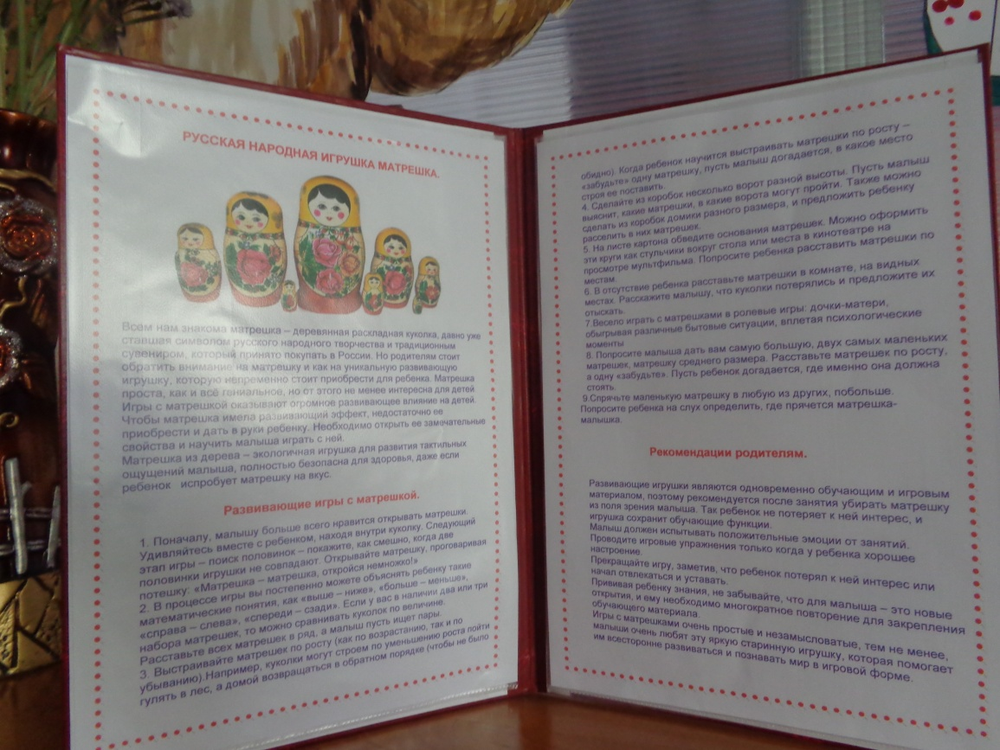 РУССКАЯ НАРОДНАЯ ИГРУШКА МАТРЕШКА.
Всем нам знакома матрешка – деревянная раскладная куколка, давно уже
ставшая символом русского народного творчества и традиционным
сувениром, который принято покупать в России. Но родителям стоит
обратить внимание на матрешку и как на уникальную развивающую
игрушку, которую непременно стоит приобрести для ребенка. Матрешка
проста, как и всё гениальное, но от этого не менее интересна для детей
Игры с матрешкой оказывают огромное развивающее влияние на детей.
Чтобы матрешка имела развивающий эффект, недостаточно ее
приобрести и дать в руки ребенку. Необходимо открыть ее замечательные
свойства и научить малыша играть с ней.
Матрешка из дерева – экологичная игрушка для развития тактильных
ощущений малыша, полностью безопасна для здоровья, даже если
ребенок испробует матрешку на вкус.
Развивающие игры с матрешкой.
1. Поначалу, малышу больше всего нравится открывать матрешки.
Удивляйтесь вместе с ребенком, находя внутри куколку. Следующий
этап игры – поиск половинок – покажите, как смешно, когда две
половинки игрушки не совпадают. Открывайте матрешку, проговаривая
потешку: «Матрешка – матрешка, откройся немножко!»
2. В процессе игры вы постепенно можете объяснять ребенку такие
математические понятия, как «выше – ниже», «больше – меньше»,
«справа – слева», «спереди – сзади». Если у вас в наличии два или три
набора матрешек, то можно сравнивать куколок по величине.
Расставьте всех матрешек в ряд, а малыш пусть ищет пары.
3. Выстраивайте матрешек по росту (как по возрастанию, так и по
убыванию).Например, куколки могут строем по уменьшению роста пойти
гулять в лес, а домой возвращаться в обратном порядке (чтобы не было
обидно). Когда ребенок научится выстраивать матрешки по росту –
«забудьте» одну матрешку, пусть малыш догадается, в какое место
строя ее поставить.
4. Сделайте из коробок несколько ворот разной высоты. Пусть малыш
выяснит, какие матрешки, в какие ворота могут пройти. Также можно
сделать из коробок домики разного размера, и предложить ребенку
расселить в них матрешек.
5. На листе картона обведите основания матрешек. Можно оформить
эти круги как стульчики вокруг стола или места в кинотеатре на
просмотре мультфильма. Попросите ребенка расставить матрешки по
местам.
6. В отсутствие ребенка расставьте матрешки в комнате, на видных
местах. Расскажите малышу, что куколки потерялись и предложите их
отыскать.
7.Весело играть с матрешками в ролевые игры: дочки-матери,
обыгрывая различные бытовые ситуации, вплетая психологические
моменты
8. Попросите малыша дать вам самую большую, двух самых маленьких
матрешек, матрешку среднего размера. Расставьте матрешек по росту,
а одну «забудьте». Пусть ребенок догадается, где именно она должна
стоять.
9.Спрячьте маленькую матрешку в любую из других, побольше.
Попросите ребенка на слух определить, где прячется матрешка-
малышка.
Рекомендации родителям.
Развивающие игрушки являются одновременно обучающим и игровым
материалом, поэтому рекомендуется после занятия убирать матрешку
из поля зрения малыша. Так ребенок не потеряет к ней интерес, и
игрушка сохранит обучающие функции.
Малыш должен испытывать положительные эмоции от занятий.
Проводите игровые упражнения только когда у ребенка хорошее
настроение.
Прекращайте игру, заметив, что ребенок потерял к ней интерес или
начал отвлекаться и уставать.
Прививая ребенку знания, не забывайте, что для малыша – это новые
открытия, и ему необходимо многократное повторение для закрепления
обучающего материала.
Игры с матрешками очень простые и незамысловатые, тем не менее,
малыши очень любят эту яркую старинную игрушку, которая помогает
им всесторонне развиваться и познавать мир в игровой форме.